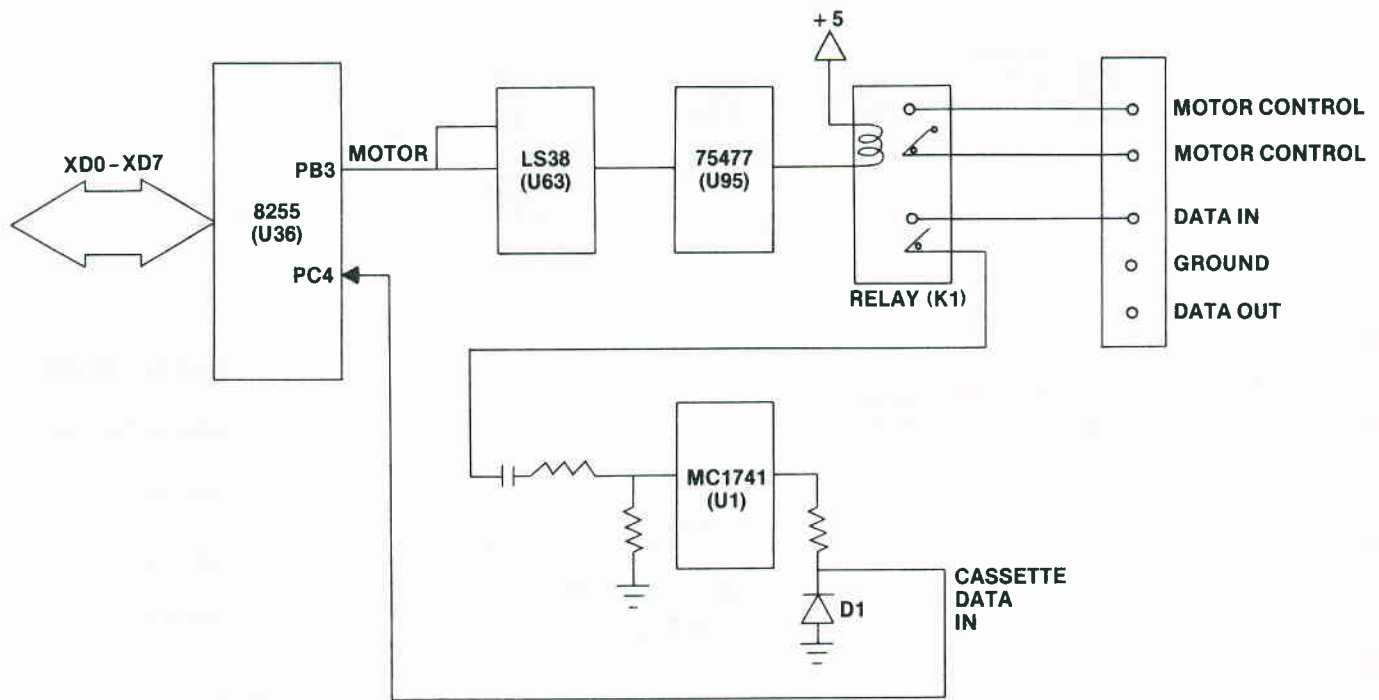 +5
MOTOR CONTROL
MOTOR CONTROL
DATA IN
GROUND
DATA OUT
XD0-XD7
8255
(U36)
PB3
PC4
MOTOR
LS38
(U63)
75477
(U95)
RELAY (K1)
MC1741
(U1)
D1
CASSETTE
DATA
IN